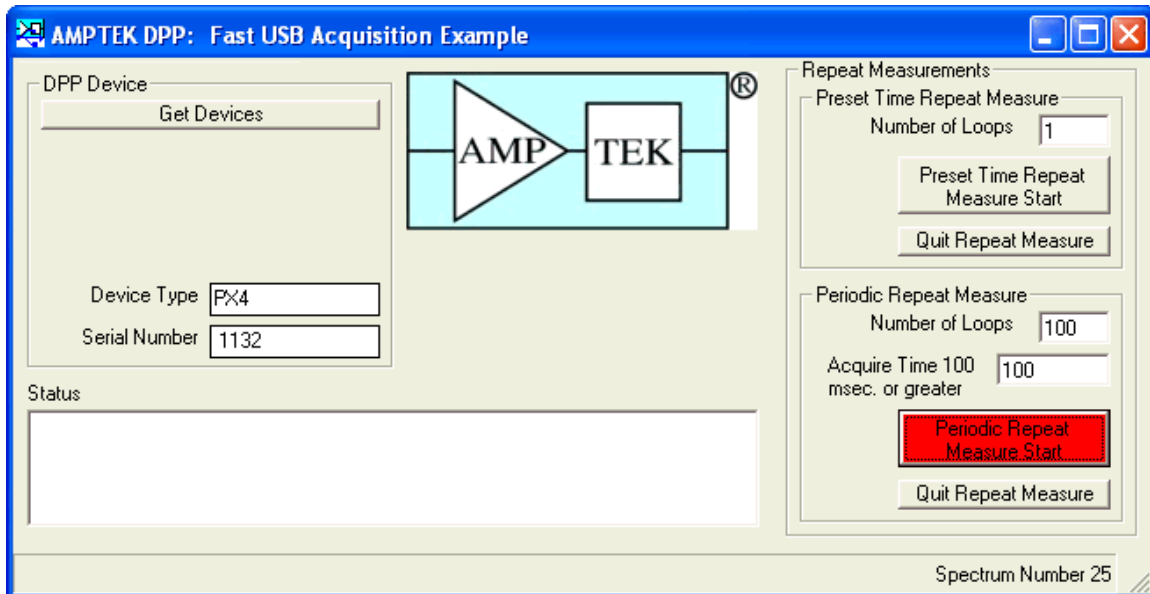 AMPTEK DPP:  Fast USB Acquisition Example
DPP Device
Get Devices
Device Type PX4
Serial Number 1132
AMP TEK ®
Status
Repeat Measurements
Preset Time Repeat Measure
Number of Loops 1
Preset Time Repeat
Measure Start
Quit Repeat Measure
Periodic Repeat Measure
Number of Loops 100
Acquire Time 100 100
msec. or greater
Periodic Repeat
Measure Start
Quit Repeat Measure
Spectrum Number 25